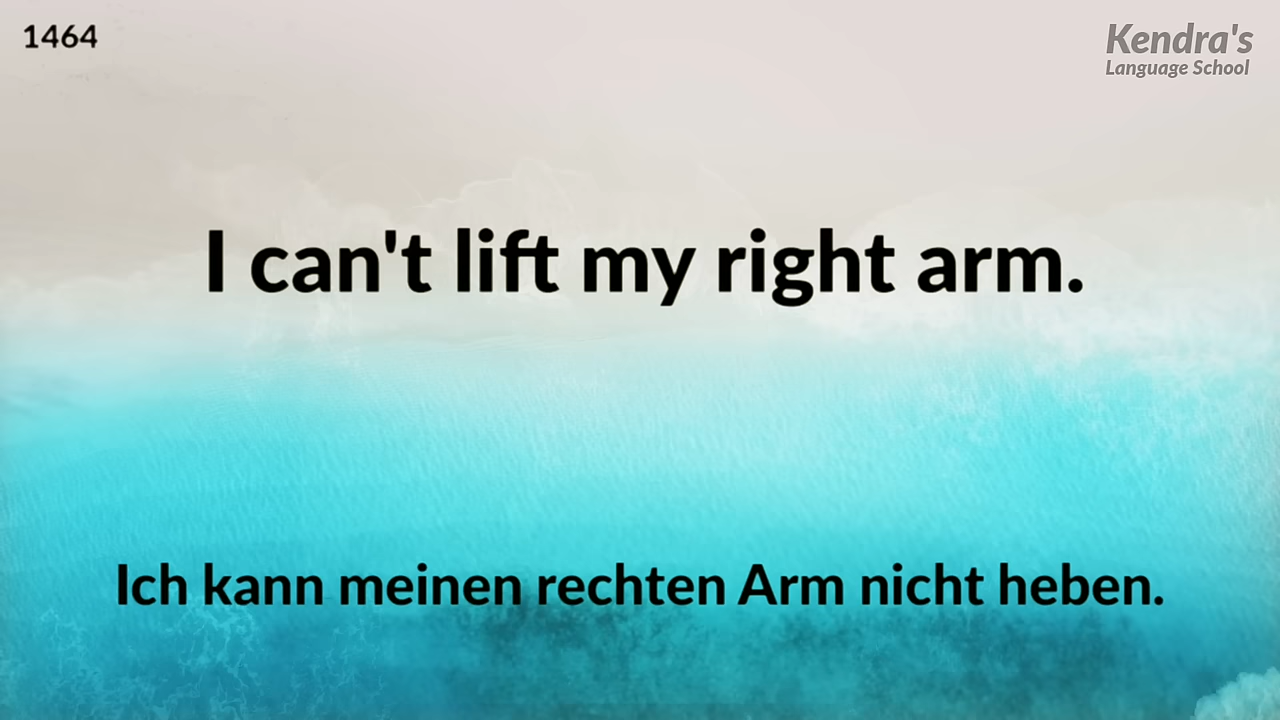 1464
Kendra's
Language School
I can't lift my right arm.
Ich kann meinen rechten Arm nicht heben.